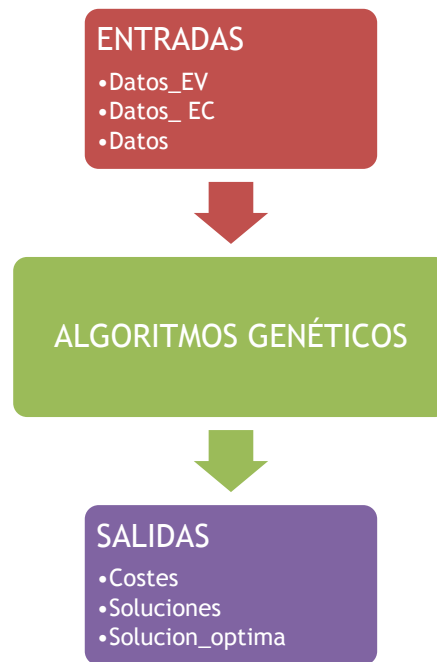 ENTRADAS
•Datos_EV
•Datos_ EC
•Datos
ALGORITMOS GENÉTICOS
SALIDAS
•Costes
•Soluciones
•Solucion_optima